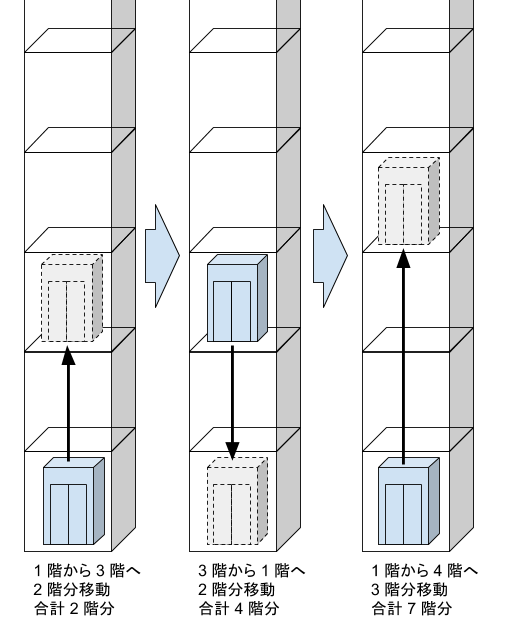 1 階から 3 階へ
2 階分移動
合計 2 階分
3 階から 1 階へ
2 階分移動
合計 4 階分
1 階から 4 階へ
3 階分移動
合計 7 階分